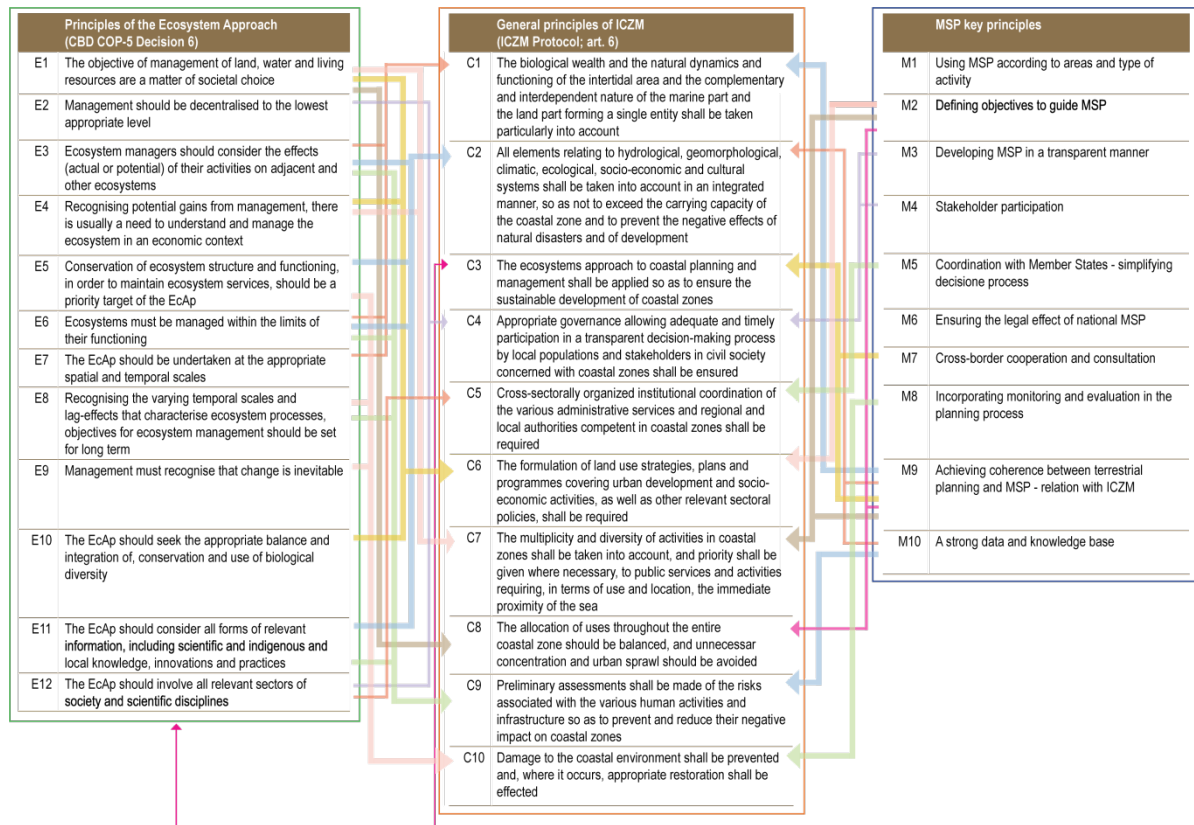 Principles of the Ecosystem Approach
(CBD COP-5 Decision 6)
E1 The objective of management of land, water and living
resources are a matter of societal choice
E2 Management should be decentralised to the lowest
appropriate level
E3 Ecosystem managers should consider the effects
(actual or potential) of their activities on adjacent and
other ecosystems
E4 Recognising potential gains from management, there
is usually a need to understand and manage the
ecosystem in an economic context
E5 Conservation of ecosystem structure and functioning,
in order to maintain ecosystem services, should be a
priority target of the EcAp
E6 Ecosystems must be managed within the limits of
their functioning
E7 The EcAp should be undertaken at the appropriate
spatial and temporal scales
E8 Recognising the varying temporal scales and
lag-effects that characterise ecosystem processes,
objectives for ecosystem management should be set
for long term
E9 Management must recognise that change is inevitable
E10 The EcAp should seek the appropriate balance and
integration of, conservation and use of biological
diversity
E11 The EcAp should consider all forms of relevant
information, including scientific and indigenous and
local knowledge, innovations and practices
E12 The EcAp should involve all relevant sectors of
society and scientific disciplines
General principles of ICZM
(ICZM Protocol; art. 6)
C1 The biological wealth and the natural dynamics and
functioning of the intertidal area and the complementary
and interdependent nature of the marine part and
the land part forming a single entity shall be taken
particularly into account
C2 All elements relating to hydrological, geomorphological,
climatic, ecological, socio-economic and cultural
systems shall be taken into account in an integrated
manner, so as not to exceed the carrying capacity of
the coastal zone and to prevent the negative effects of
natural disasters and of development
C3 The ecosystems approach to coastal planning and
management shall be applied so as to ensure the
sustainable development of coastal zones
C4 Appropriate governance allowing adequate and timely
participation in a transparent decision-making process
by local populations and stakeholders in civil society
concerned with coastal zones shall be ensured
C5 Cross-sectorally organized institutional coordination of
the various administrative services and regional and
local authorities competent in coastal zones shall be
required
C6 The formulation of land use strategies, plans and
programmes covering urban development and socio-
economic activities, as well as other relevant sectoral
policies, shall be required
C7 The multiplicity and diversity of activities in coastal
zones shall be taken into account, and priority shall be
given where necessary, to public services and activities
requiring, in terms of use and location, the immediate
proximity of the sea
C8 The allocation of uses throughout the entire
coastal zone should be balanced, and unnecessar
concentration and urban sprawl should be avoided
C9 Preliminary assessments shall be made of the risks
associated with the various human activities and
infrastructure so as to prevent and reduce their negative
impact on coastal zones
C10 Damage to the coastal environment shall be prevented
and, where it occurs, appropriate restoration shall be
effected
MSP key principles
M1 Using MSP according to areas and type of
activity
M2 Defining objectives to guide MSP
M3 Developing MSP in a transparent manner
M4 Stakeholder participation
M5 Coordination with Member States - simplifying
decisione process
M6 Ensuring the legal effect of national MSP
M7 Cross-border cooperation and consultation
M8 Incorporating monitoring and evaluation in the
planning process
M9 Achieving coherence between terrestrial
planning and MSP - relation with ICZM
M10 A strong data and knowledge base